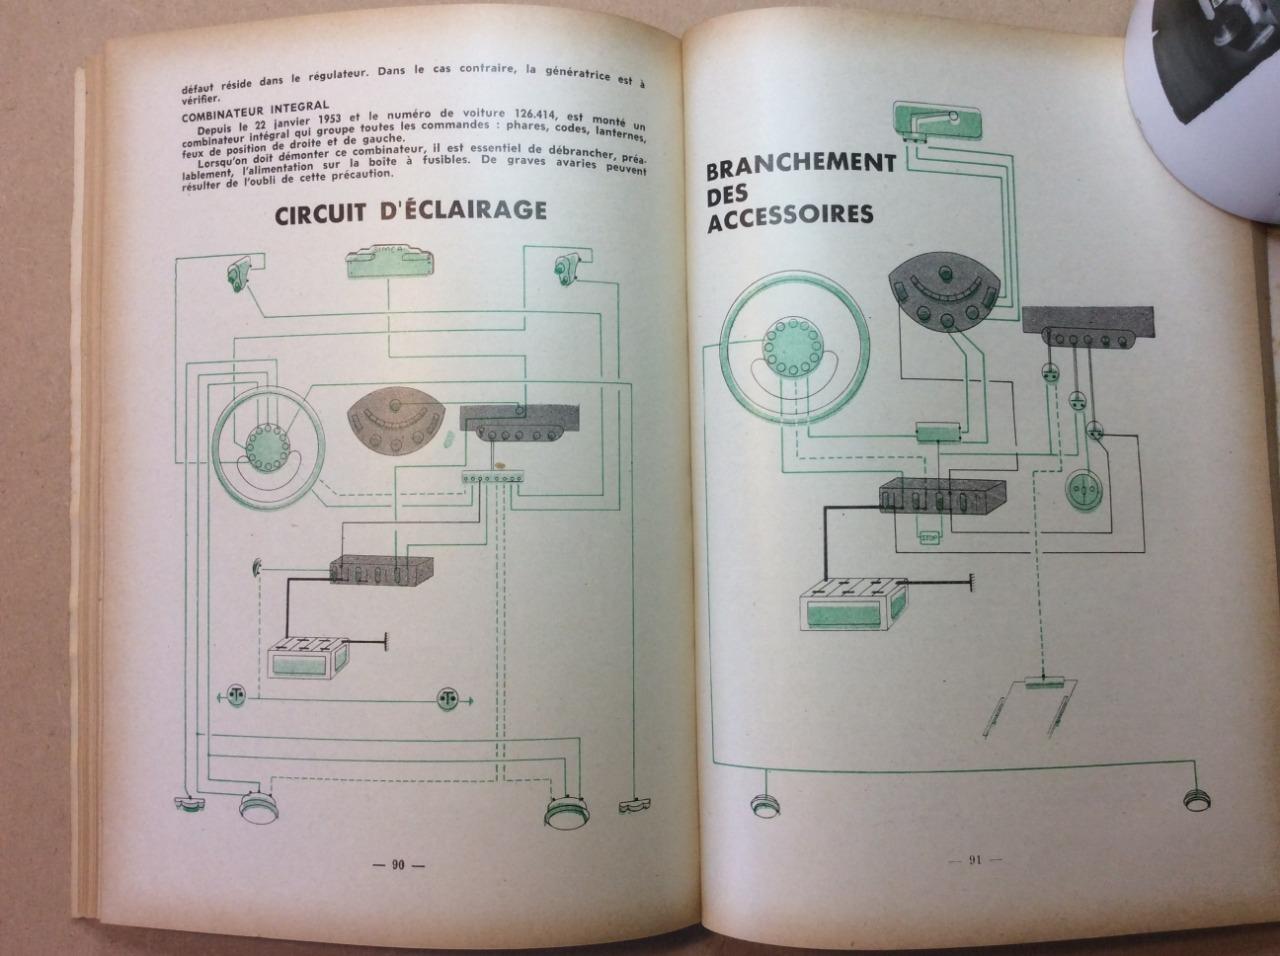 défaut réside dans le régulateur. Dans le cas contraire, la génératrice est à
vérifier.
COMBINATEUR INTEGRAL
Depuis le 22 janvier 1953 et le numéro de voiture 126.414, est monté un
combinateur intégral qui groupe toutes les commandes : phares, codes, lanternes,
feux de position de droite et de gauche.
Lorsqu'on doit démonter ce combinateur, il est essentiel de débrancher, préa-
lablement, l'alimentation sur la boîte à fusibles. De graves avaries peuvent
résulter de l'oubli de cette précaution.
CIRCUIT D'ÉCLAIRAGE
SIMCA
— 90 —
BRANCHEMENT
DES
ACCESSOIRES
STOP
— 91 —